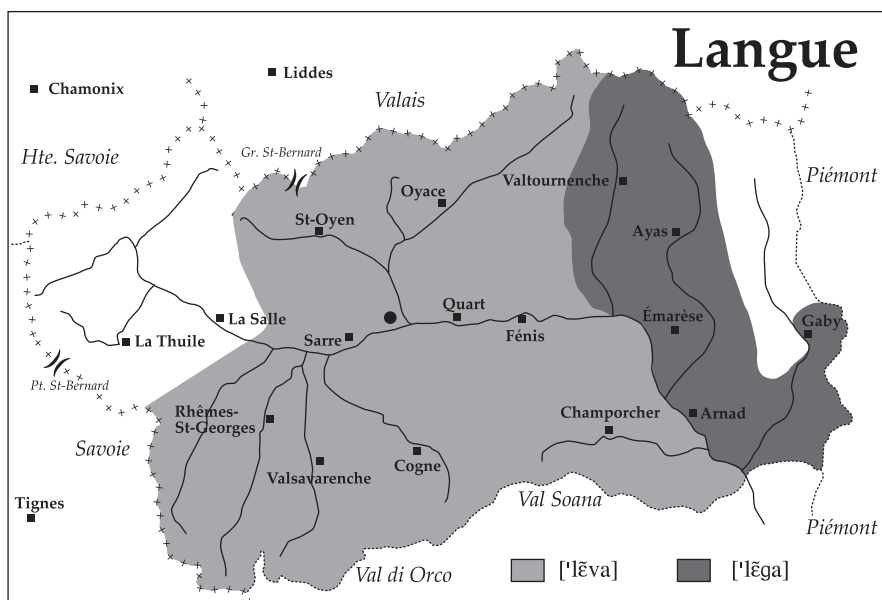 Langue
Liddes
Chamonix
Valais
Hte. Savoie
Gr. St-Bernard
Piémont
Valtournenche
Oyace
St-Oyen
Ayas
Quart
La Salle
Émarèse
Gaby
Sarre
Fénis
La Thuile
Pt. St-Bernard
Rhêmes-
St-Georges
Champorcher
Arnad
Savoie
Cogne
Valsavarenche
Tignes
Val Soana
Piémont
Val di Orco
['lɛ̃va]
['lɛ̃ga]